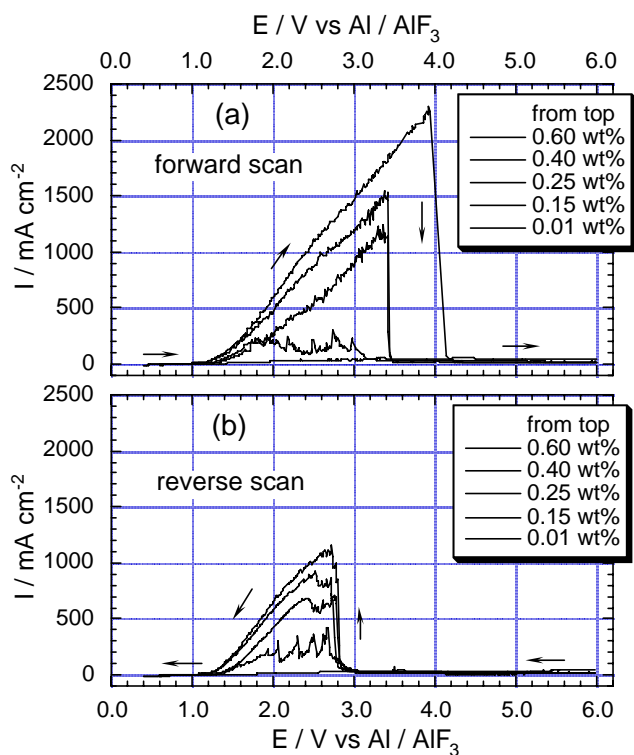 E / V vs Al / AlF3
0.0 1.0 2.0 3.0 4.0 5.0 6.0
2500
2000
1500
1000
500
0
I / mA cm-2
(a)
forward scan
from top
0.60 wt%
0.40 wt%
0.25 wt%
0.15 wt%
0.01 wt%
2500
2000
1500
1000
500
0
I / mA cm-2
(b)
reverse scan
from top
0.60 wt%
0.40 wt%
0.25 wt%
0.15 wt%
0.01 wt%
0.0 1.0 2.0 3.0 4.0 5.0 6.0
E / V vs Al / AlF3